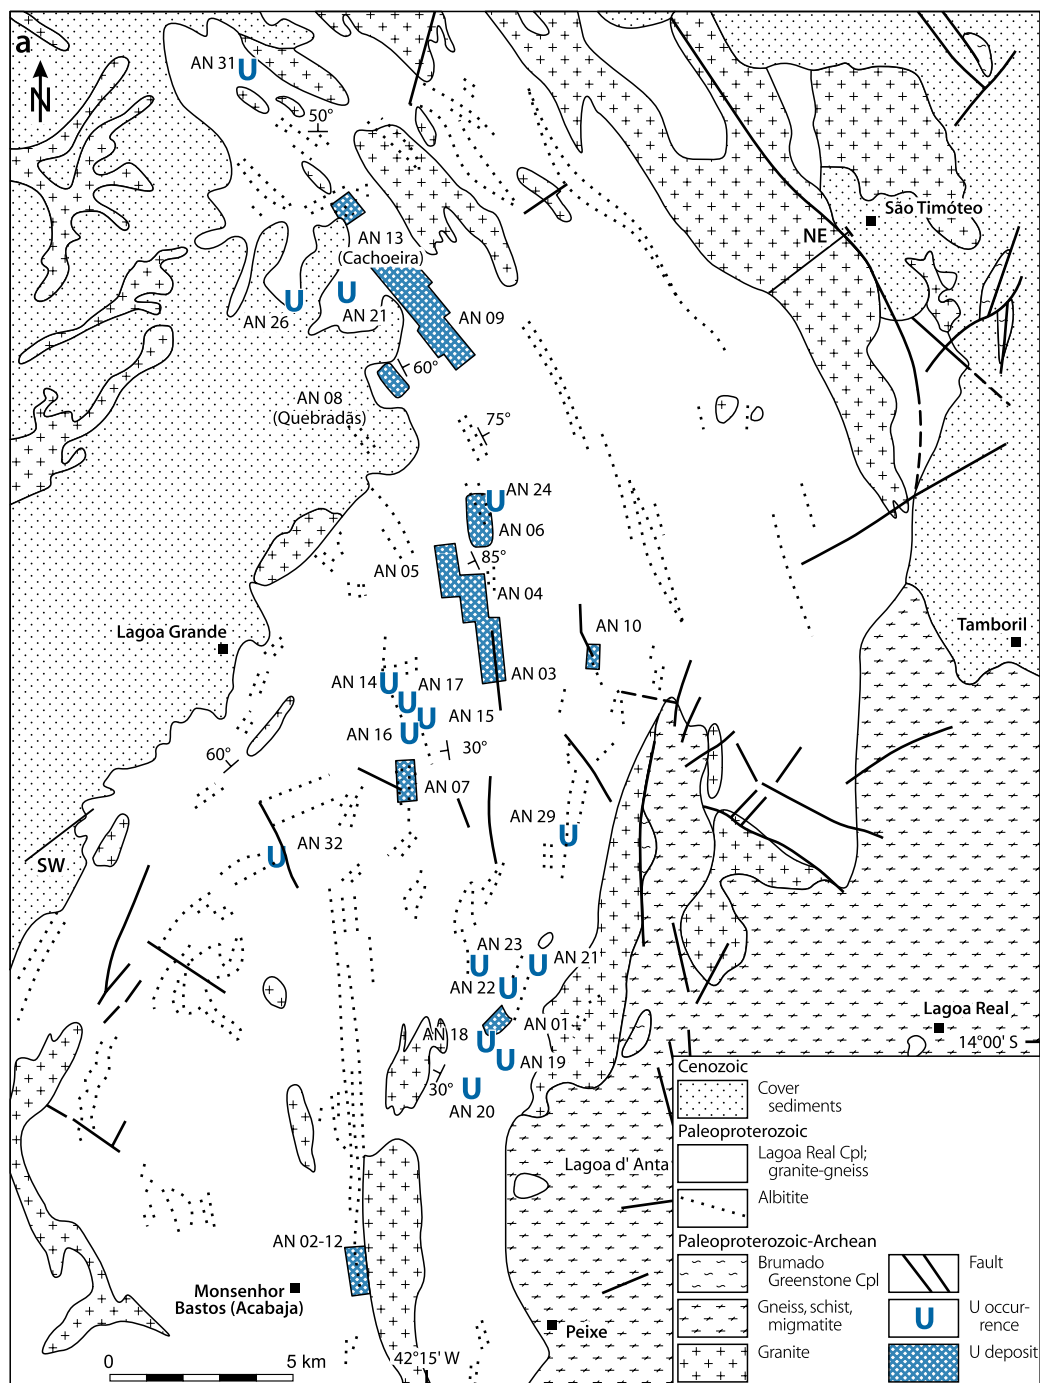 a
N
AN 31 U
50°
São Timóteo
NE
AN 13
(Cachoeira)
U
U
AN 26
AN 21
AN 09
60°
AN 08
(Quebradãs)
75°
U AN 24
AN 06
85°
AN 05
AN 04
Lagoa Grande
AN 10
Tamboril
AN 03
AN 14 U
U AN 17
U AN 15
AN 16 U
30°
60°
AN 07
AN 29
U
AN 32
U
SW
AN 23
U
U AN 21
AN 22 U
AN 01
AN 18
U
U AN 19
30°
U
AN 20
Lagoa Real
14°00' S
Lagoa d' Anta
AN 02-12
Monsenhor
Bastos (Acabaja)
Peixe
0 5 km
42°15' W
Cenozoic
Cover
sediments
Paleoproterozoic
Lagoa Real Cpl;
granite-gneiss
Albitite
Paleoproterozoic-Archean
Brumado
Greenstone Cpl
Gneiss, schist,
migmatite
Granite
Fault
U
U occur-
rence
U deposit